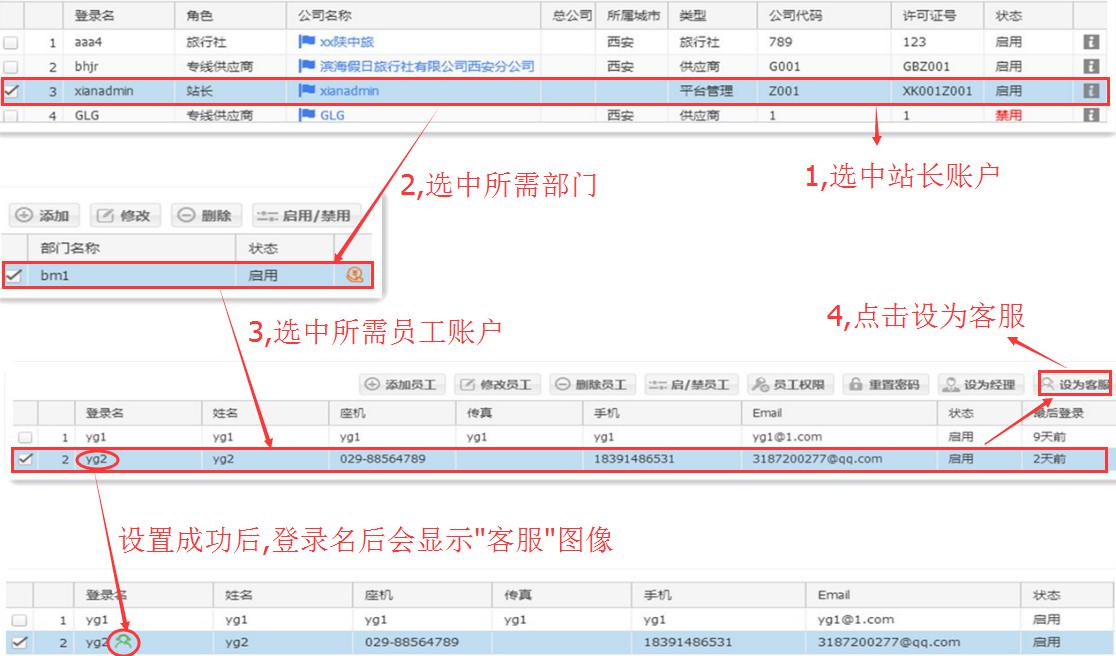 登录名 角色 公司名称 总公司 所属城市 类型 公司代码 许可证号 状态
1 aaa4 旅行社 xx陕中旅 西安 旅行社 789 123 启用
2 bhjr 专线供应商 滨海假日旅行社有限公司西安分公司 西安 供应商 G001 GBZ001 启用
3 xianadmin 站长 xianadmin 平台管理 Z001 XK001Z001 启用
4 GLG 专线供应商 GLG 西安 供应商 1 1 禁用
1,选中站长账户
2,选中所需部门
添加 修改 删除 启用/禁用
部门名称 状态
bm1 启用
3,选中所需员工账户
4,点击设为客服
添加员工 修改员工 删除员工 启/禁员工 员工权限 重置密码 设为经理 设为客服
登录名 姓名 座机 传真 手机 Email 状态 最后登录
1 yg1 yg1 yg1 yg1 yg1 yg1@1.com 启用 9天前
2 yg2 yg2 029-88564789 18391486531 3187200277@qq.com 启用 2天前
设置成功后,登录名后会显示"客服"图像
登录名 姓名 座机 传真 手机 Email 状态
1 yg1 yg1 yg1 yg1 yg1 yg1@1.com 启用
2 yg2 yg2 029-88564789 18391486531 3187200277@qq.com 启用